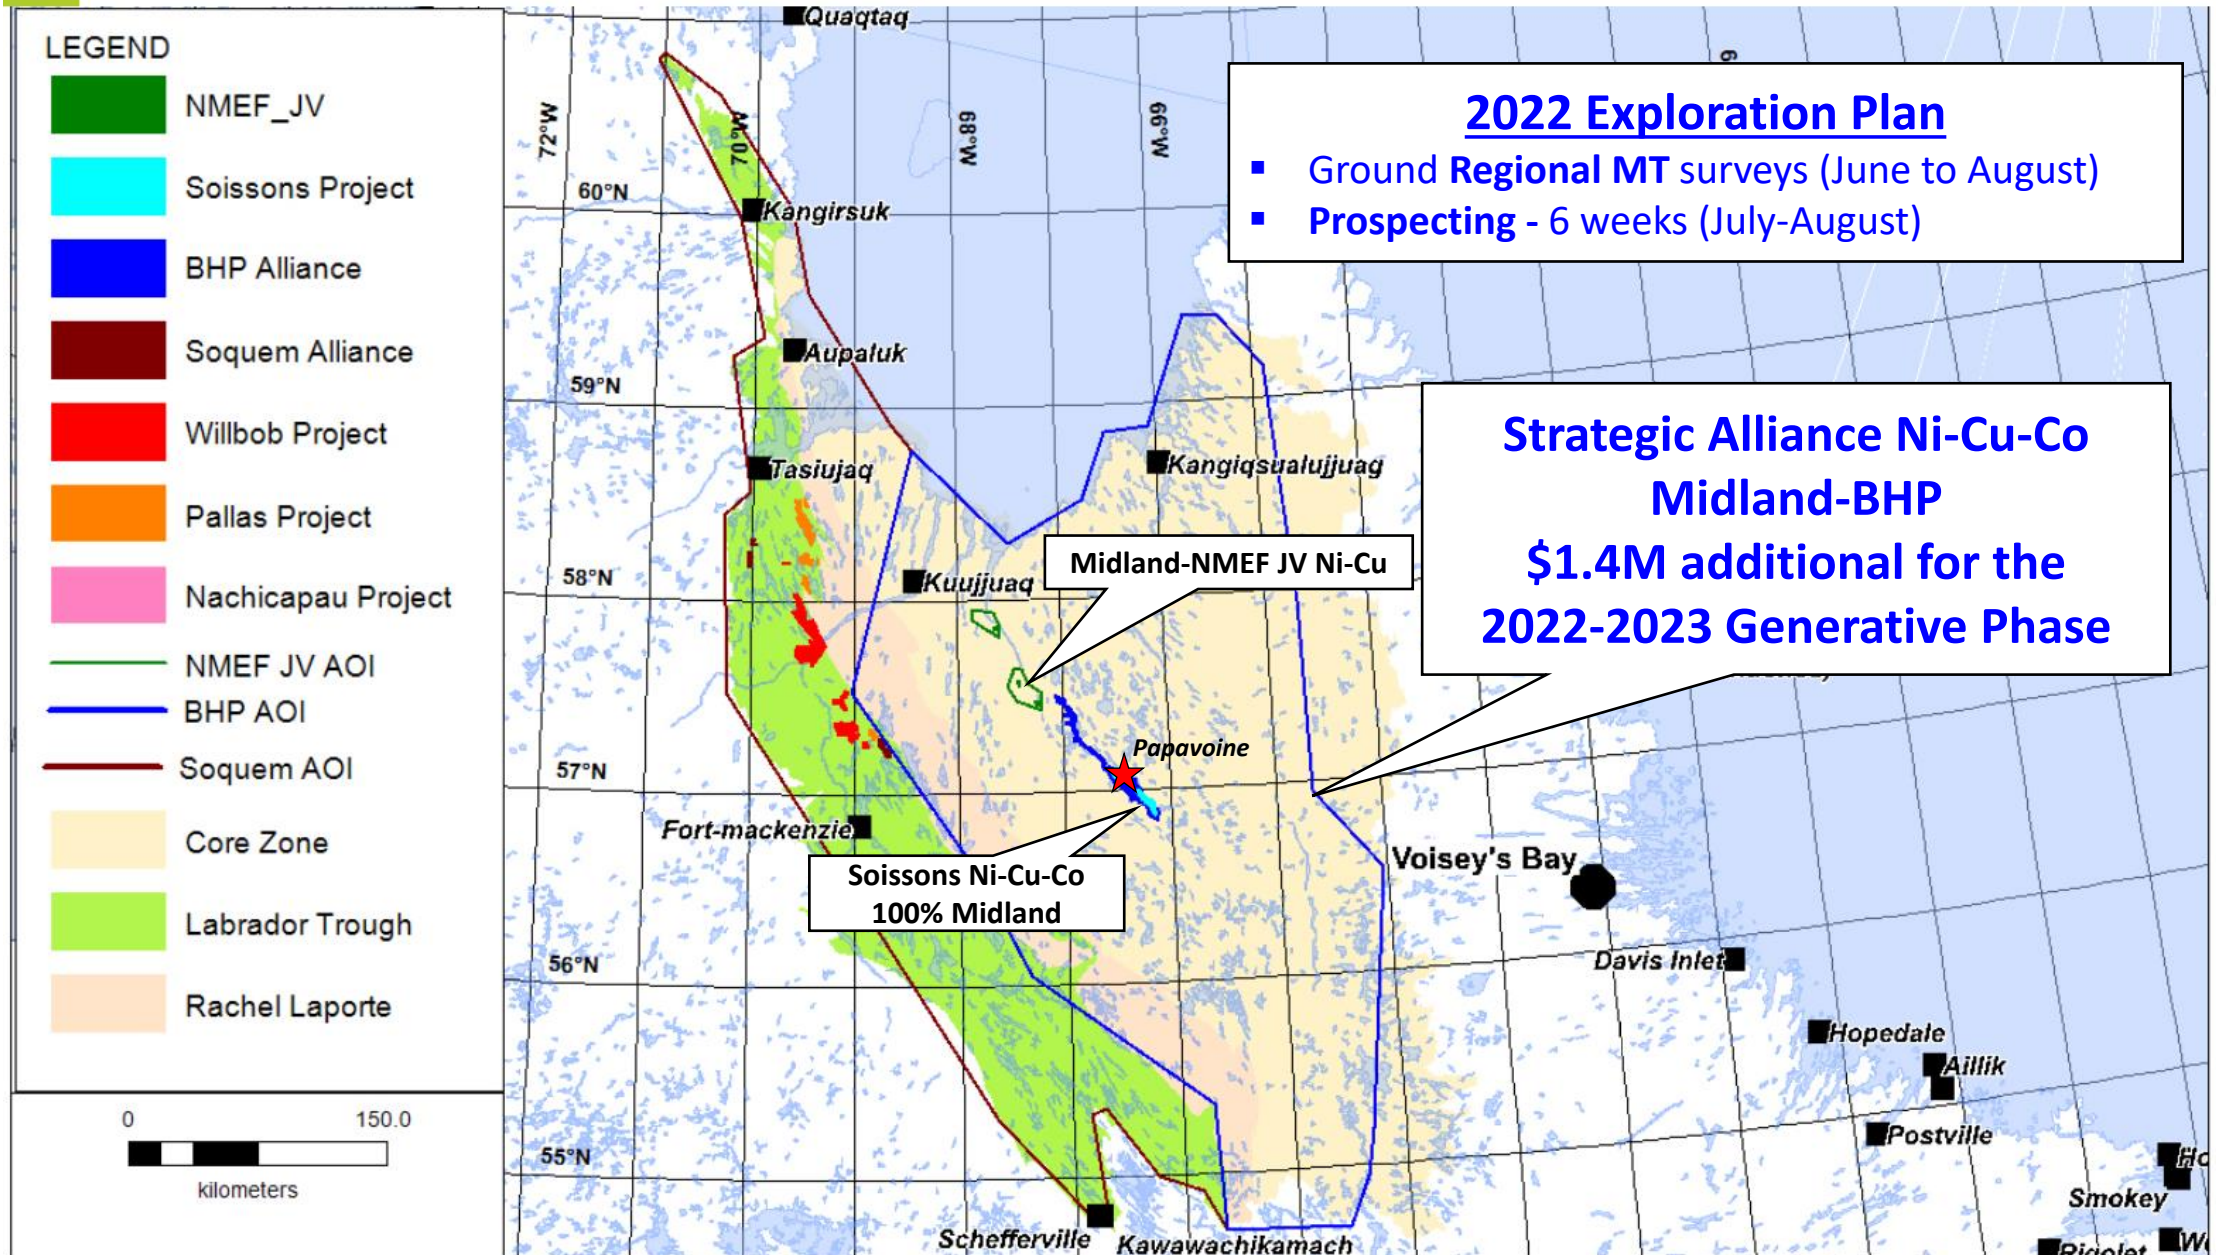 LEGEND
NMEF_JV
Soissons Project
BHP Alliance
Soquem Alliance
Willbob Project
Pallas Project
Nachicapau Project
NMEF JV AOI
BHP AOI
Soquem AOI
Core Zone
Labrador Trough
Rachel Laporte
0 150.0
kilometers
2022 Exploration Plan
▪ Ground Regional MT surveys (June to August)
▪ Prospecting - 6 weeks (July-August)
Strategic Alliance Ni-Cu-Co
Midland-BHP
$1.4M additional for the
2022-2023 Generative Phase
Midland-NMEF JV Ni-Cu
Soissons Ni-Cu-Co
100% Midland
72°W
70°W
68°W
66°W
60°N
59°N
58°N
57°N
56°N
55°N
Quaqtaq
Kangirsuk
Aupaluk
Tasiujaq
Kangiqsualujjuag
Kuujjuaq
Papavoine
Fort-mackenzie
Voisey's Bay
Davis Inlet
Hopedale
Aillik
Postville
Smokey
Rigolet
Schefferville
Kawawachikamach